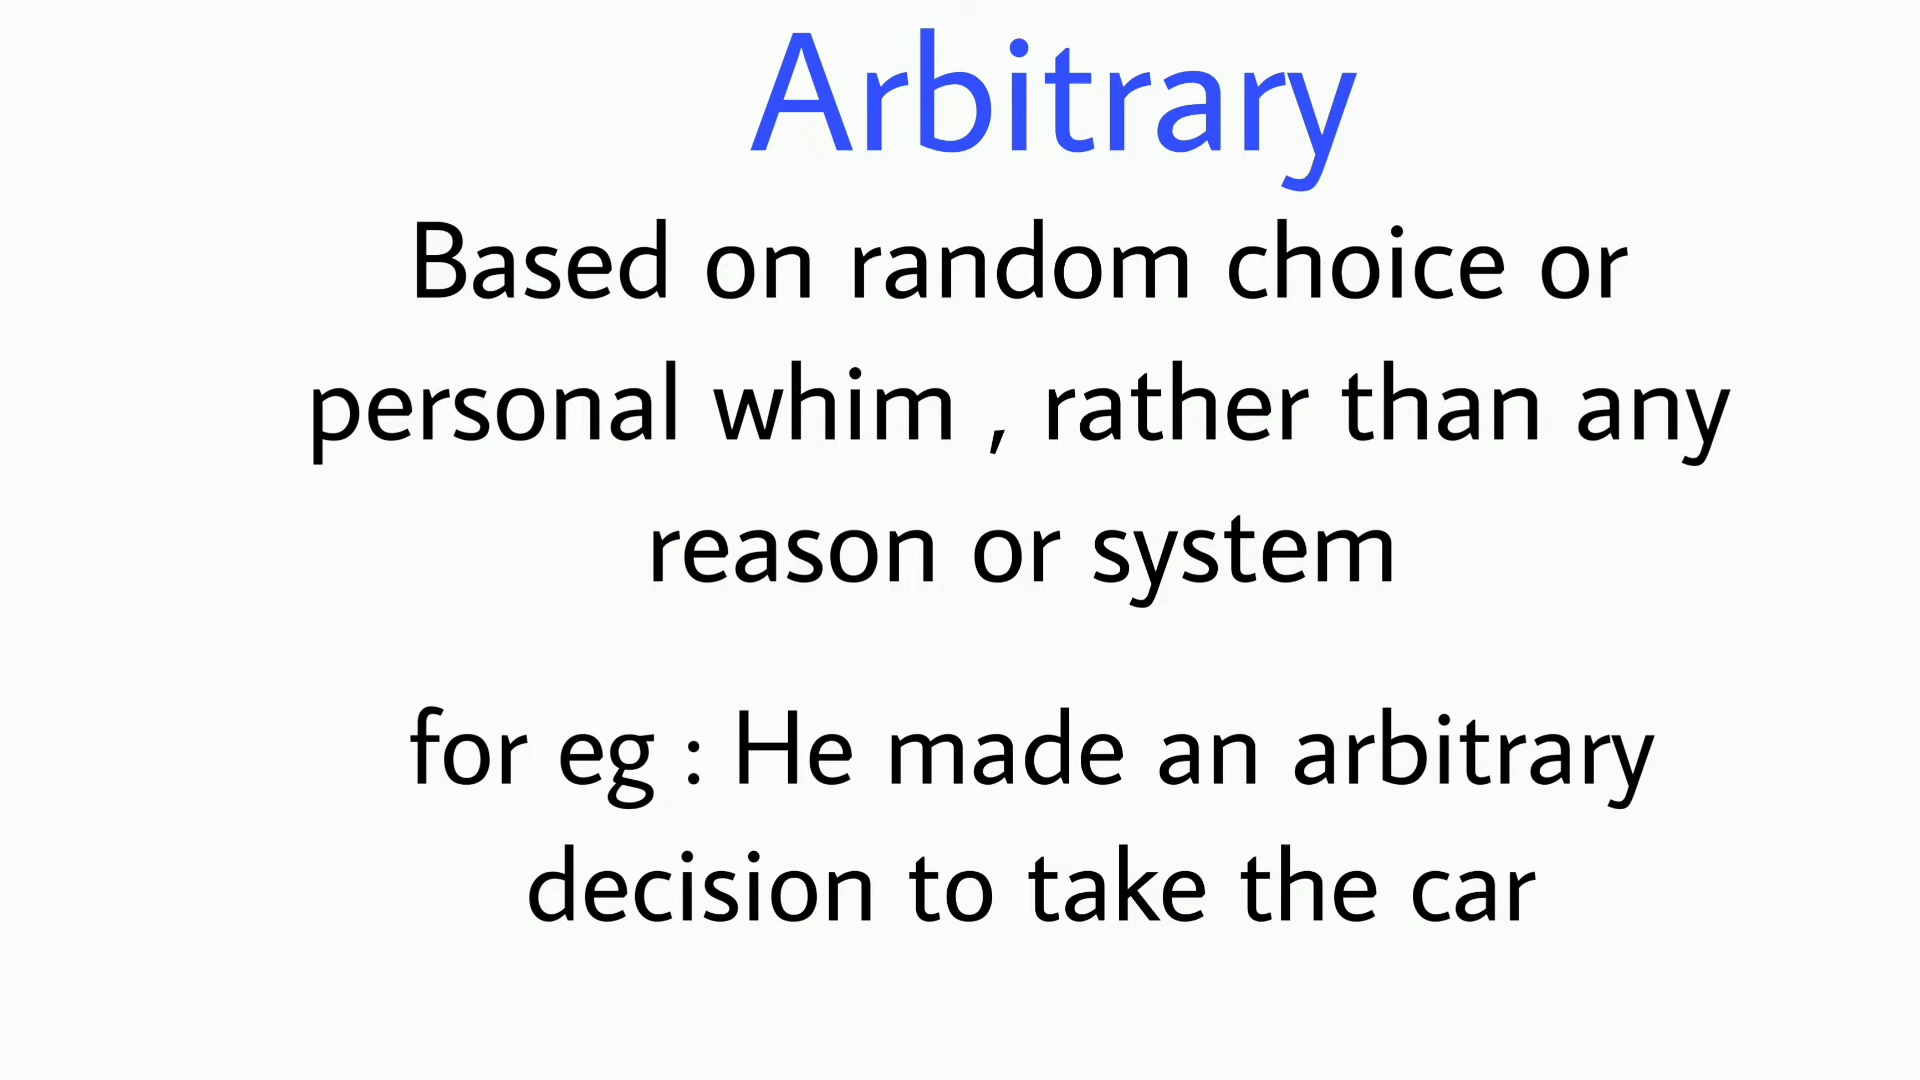 Arbitrary
Based on random choice or
personal whim , rather than any
reason or system
for eg : He made an arbitrary
decision to take the car